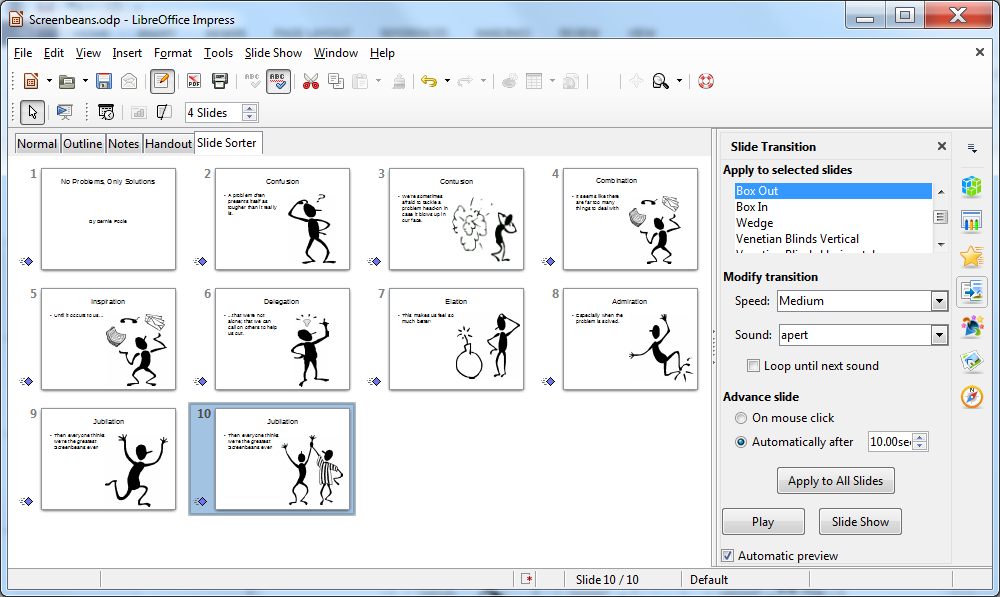 Screenbeans.odp - LibreOffice Impress
File Edit View Insert Format Tools Slide Show Window Help
PDF
ABC ABC
4 Slides
Normal Outline Notes Handout Slide Sorter
1
No Problems, Only Solutions
by Bernie Poole
2
Confusion
• A problem often
presents itself as
tougher than it really
is.
3
Confusion
• We're sometimes
afraid to tackle a
problem head-on in
case it blows up in
our face.
4
Combination
• It seems like there
are far too many
things to deal with
5
Inspiration
• Until it occurs to us...
6
Delegation
• ...that we're not
alone; that we can
call on others to help
us out.
7
Elation
• This makes us feel so
much better!
8
Admiration
• Especially when the
problem is solved.
9
Jubilation
• Then everyone thinks
we're the greatest
Screenbeans ever
10
Jubilation
• Then everyone thinks
we're the greatest
Screenbeans ever
Slide Transition
Apply to selected slides
Box Out
Box In
Wedge
Venetian Blinds Vertical
Venetian Blinds Horizontal
Modify transition
Speed: Medium
Sound: apert
Loop until next sound
Advance slide
On mouse click
Automatically after 10.00sec
Apply to All Slides
Play Slide Show
Automatic preview
Slide 10 / 10 Default